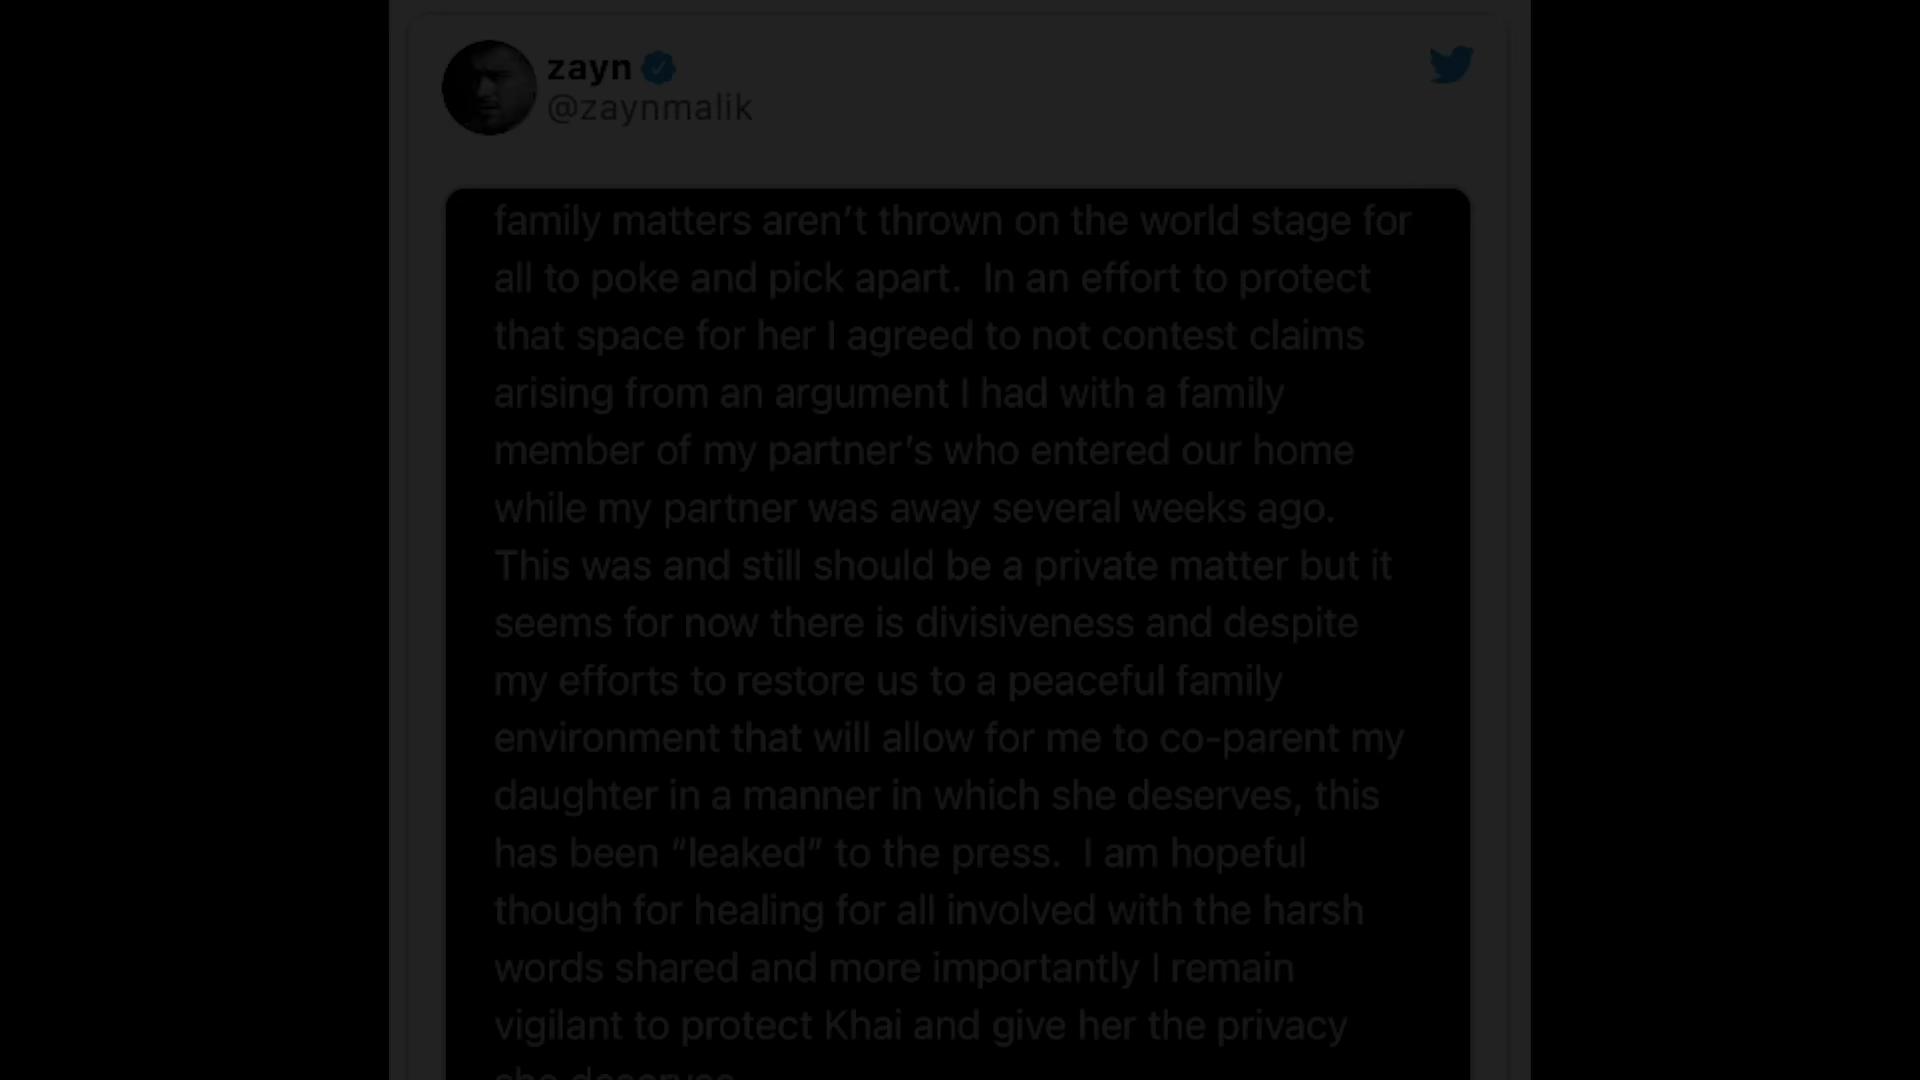 zayn
@zaynmalik
family matters aren’t thrown on the world stage for
all to poke and pick apart.  In an effort to protect
that space for her I agreed to not contest claims
arising from an argument I had with a family
member of my partner’s who entered our home
while my partner was away several weeks ago.
This was and still should be a private matter but it
seems for now there is divisiveness and despite
my efforts to restore us to a peaceful family
environment that will allow for me to co-parent my
daughter in a manner in which she deserves, this
has been “leaked” to the press.  I am hopeful
though for healing for all involved with the harsh
words shared and more importantly I remain
vigilant to protect Khai and give her the privacy
she deserves